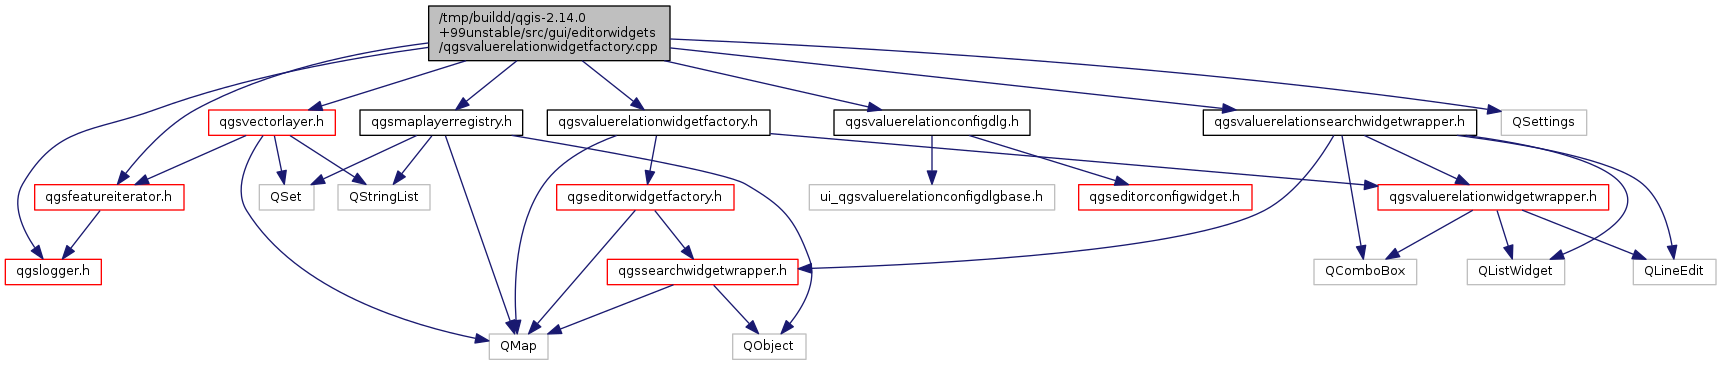 /tmp/buildd/qgis-2.14.0
+99unstable/src/gui/editorwidgets
/qgsvaluerelationwidgetfactory.cpp
qgsvectorlayer.h
qgsmaplayerregistry.h
qgsvaluerelationwidgetfactory.h
qgsvaluerelationconfigdlg.h
qgsvaluerelationsearchwidgetwrapper.h
QSettings
qgsfeatureiterator.h
QSet
QStringList
qgseditorwidgetfactory.h
ui_qgsvaluerelationconfigdlgbase.h
qgseditorconfigwidget.h
qgsvaluerelationwidgetwrapper.h
qgslogger.h
qgssearchwidgetwrapper.h
QComboBox
QListWidget
QLineEdit
QMap
QObject